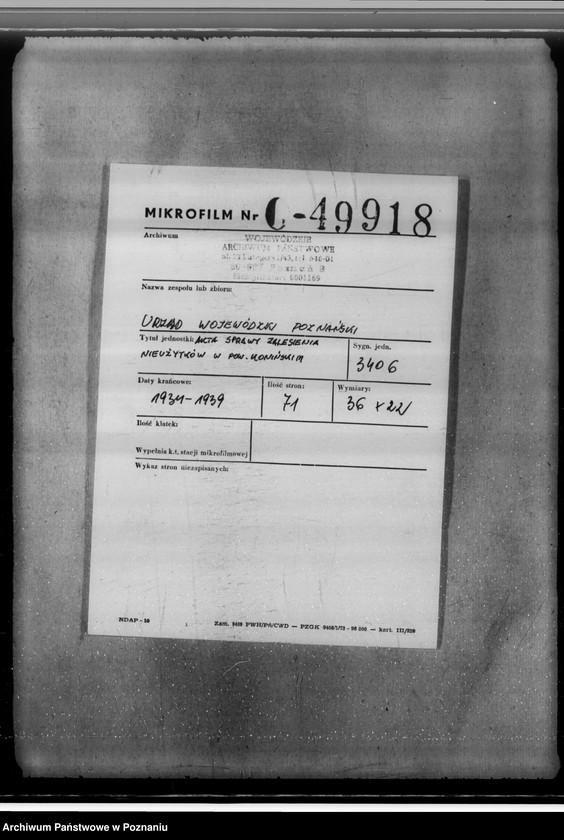 MIKROFILM Nr C-49918
Archiwum
WOJEWÓDZKIE
ARCHIWUM PAŃSTWOWE
Nazwa zespołu lub zbioru:
URZĄD WOJEWÓDZKI POZNAŃSKI
Tytuł jednostki: AKTA SPRAWY ZALESIENIA
NIEUŻYTKÓW W POW. KONIŃSKIM
Sygn. jedn.
3406
Daty krańcowe:
1934-1939
Ilość stron:
71
Wymiary:
36 x 22
Ilość klatek:
Wypełnia k.t. stacji mikrofilmowej
Wykaz stron niezapisanych:
NDAP-10
Archiwum Państwowe w Poznaniu